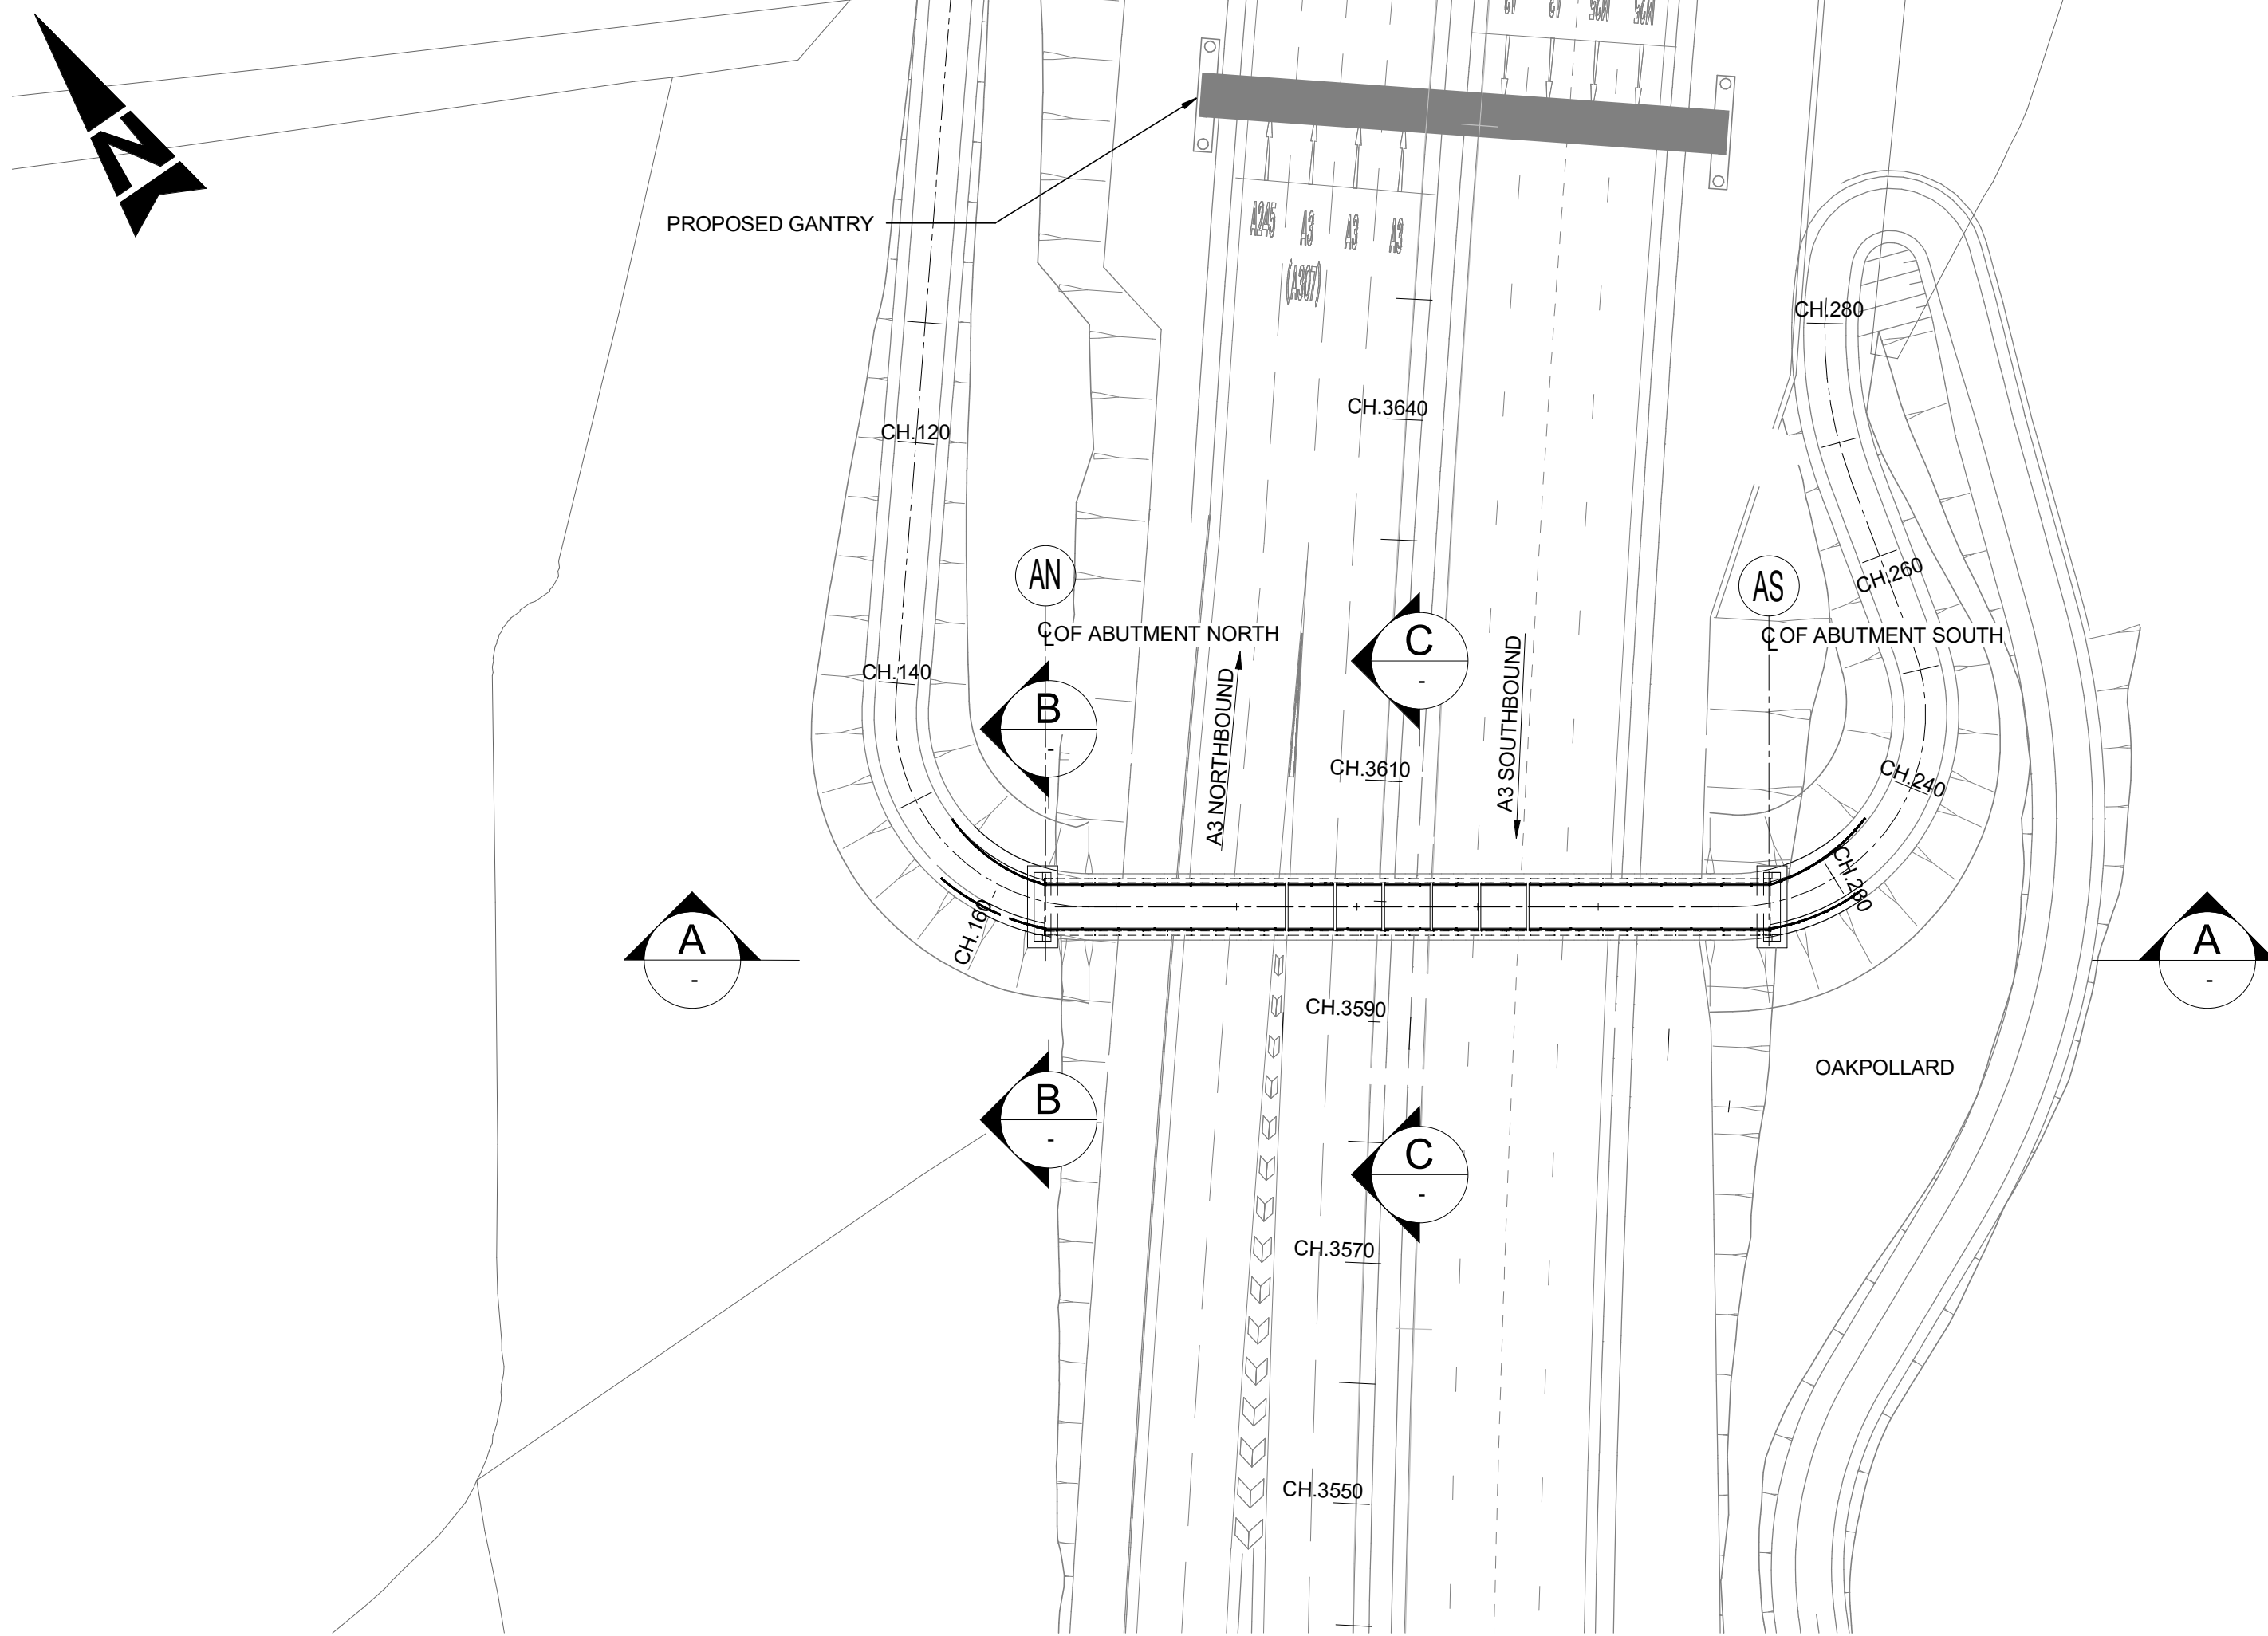 N
PROPOSED GANTRY
A245
A3
A3
A3
(A307)
CH.280
CH.3640
CH.120
AN
AS
CH.260
℄ OF ABUTMENT NORTH
℄ OF ABUTMENT SOUTH
C
-
CH.140
B
-
A3 NORTHBOUND
A3 SOUTHBOUND
CH.3610
CH.240
CH.280
CH.160
A
-
A
-
CH.3590
OAKPOLLARD
B
-
C
-
CH.3570
CH.3550